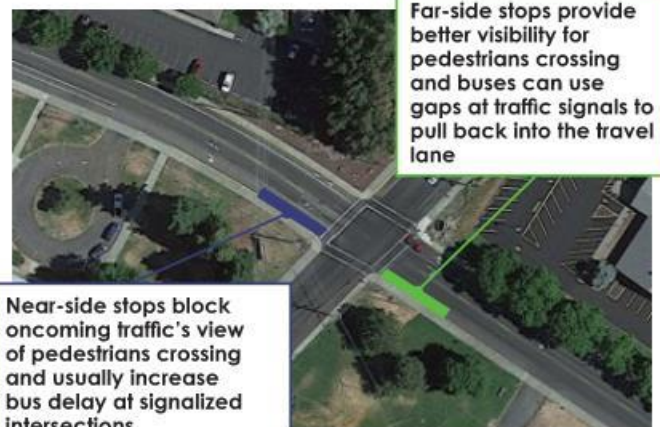 Far-side stops provide
better visibility for
pedestrians crossing
and buses can use
gaps at traffic signals to
pull back into the travel
lane
Near-side stops block
oncoming traffic's view
of pedestrians crossing
and usually increase
bus delay at signalized
intersections